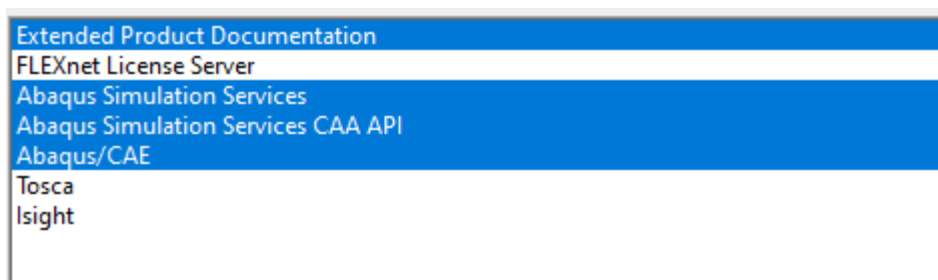 Extended Product Documentation
FLEXnet License Server
Abaqus Simulation Services
Abaqus Simulation Services CAA API
Abaqus/CAE
Tosca
Isight